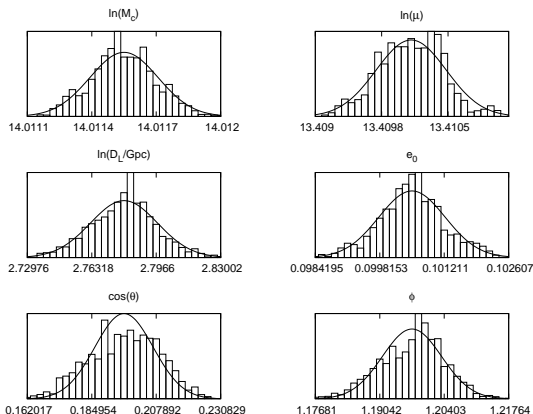 ln(M_c) ln(μ)
14.0111 14.0114 14.0117 14.012 13.409 13.4098 13.4105
ln(D_L/Gpc) e_0
2.72976 2.76318 2.7966 2.83002 0.0984195 0.0998153 0.101211 0.102607
cos(θ) φ
0.162017 0.184954 0.207892 0.230829 1.17681 1.19042 1.20403 1.21764